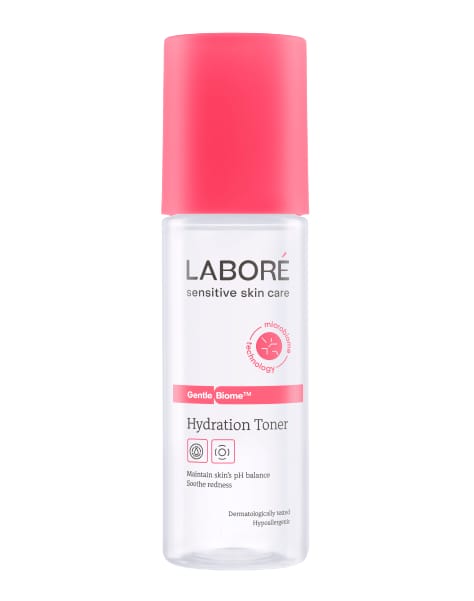 LABORÉ
sensitive skin care
microbiome
technology
Gentle Biome™
Hydration Toner
Maintain skin's pH balance
Soothe redness
Dermatologically tested
Hypoallergenic